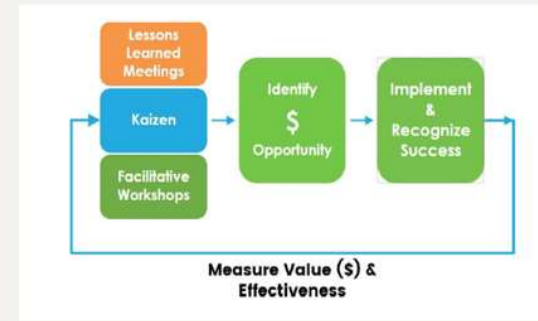 Lessons
Learned
Meetings
Kaizen
Facilitative
Workshops
Identify
$
Opportunity
Implement
&
Recognize
Success
Measure Value ($) &
Effectiveness